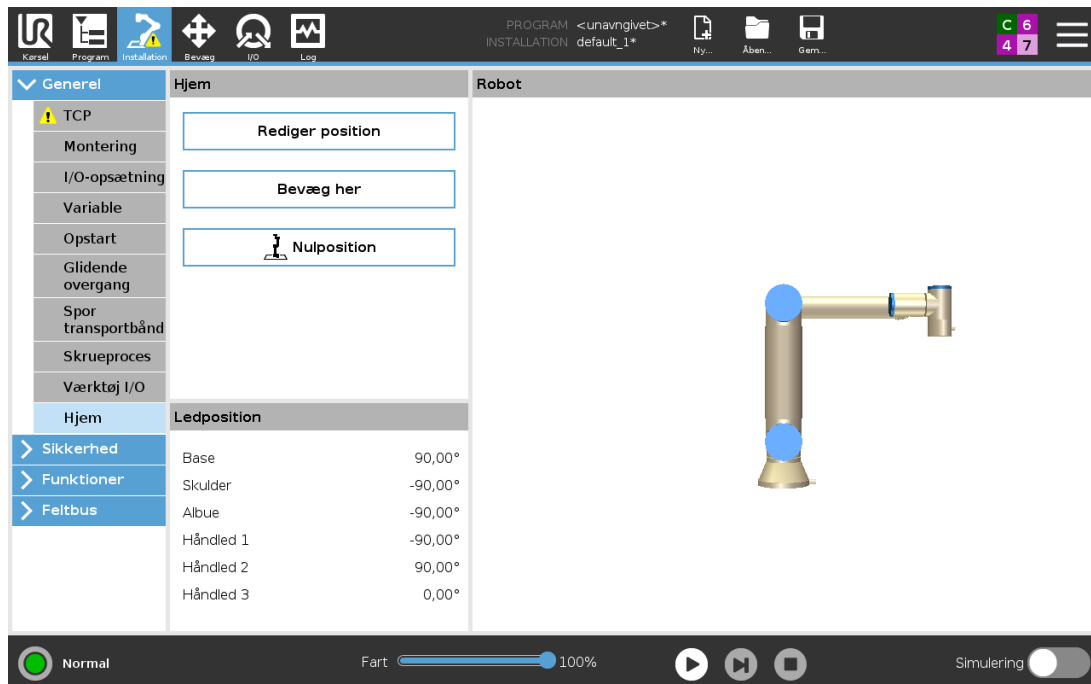 UR
Kørsel
Program
Installation
Bevæg
I/O
Log
PROGRAM <unavngivet>*
INSTALLATION default_1*
Ny...
Åben...
Gem...
C 6
4 7
Generel
TCP
Montering
I/O-opsætning
Variable
Opstart
Glidende
overgang
Spor
transportbånd
Skrueproces
Værktøj I/O
Hjem
Sikkerhed
Funktioner
Feltbus
Hjem
Rediger position
Bevæg her
Nulposition
Ledposition
Base 90,00°
Skulder -90,00°
Albue -90,00°
Håndled 1 -90,00°
Håndled 2 90,00°
Håndled 3 0,00°
Robot
Normal
Fart 100%
Simulering